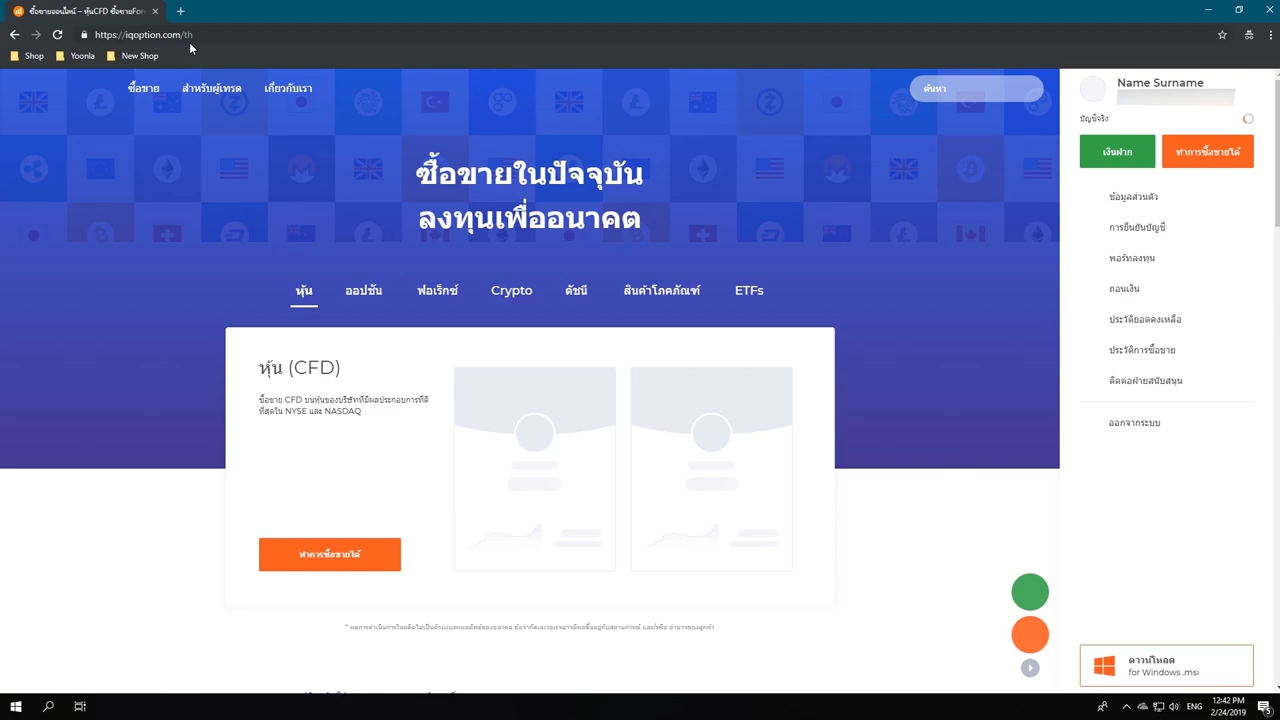 ซื้อขายออนไลน์ – หุ้นCFD ซื้อขายFor
https://iqoption.com/th
Shop
Yoonla
New Shop
ซื้อขาย
สำหรับผู้เทรด
เกี่ยวกับเรา
ค้นหา
ซื้อขายในปัจจุบัน
ลงทุนเพื่ออนาคต
หุ้น
ออปชัน
ฟอเร็กซ์
Crypto
ดัชนี
สินค้าโภคภัณฑ์
ETFs
หุ้น (CFD)
ซื้อขาย CFD บนหุ้นของบริษัทที่มีผลประกอบการที่ดี
ที่สุดใน NYSE และ NASDAQ
ทำการซื้อขายได้
Name Surname
บัญชีจริง
เงินฝาก
ทำการซื้อขายได้
ข้อมูลส่วนตัว
การยืนยันบัญชี
พอร์ทลงทุน
ถอนเงิน
ประวัติยอดคงเหลือ
ประวัติการซื้อขาย
ติดต่อฝ่ายสนับสนุน
ออกจากระบบ
ดาวน์โหลด
for Windows .msi
ENG
12:42 PM
2/24/2019